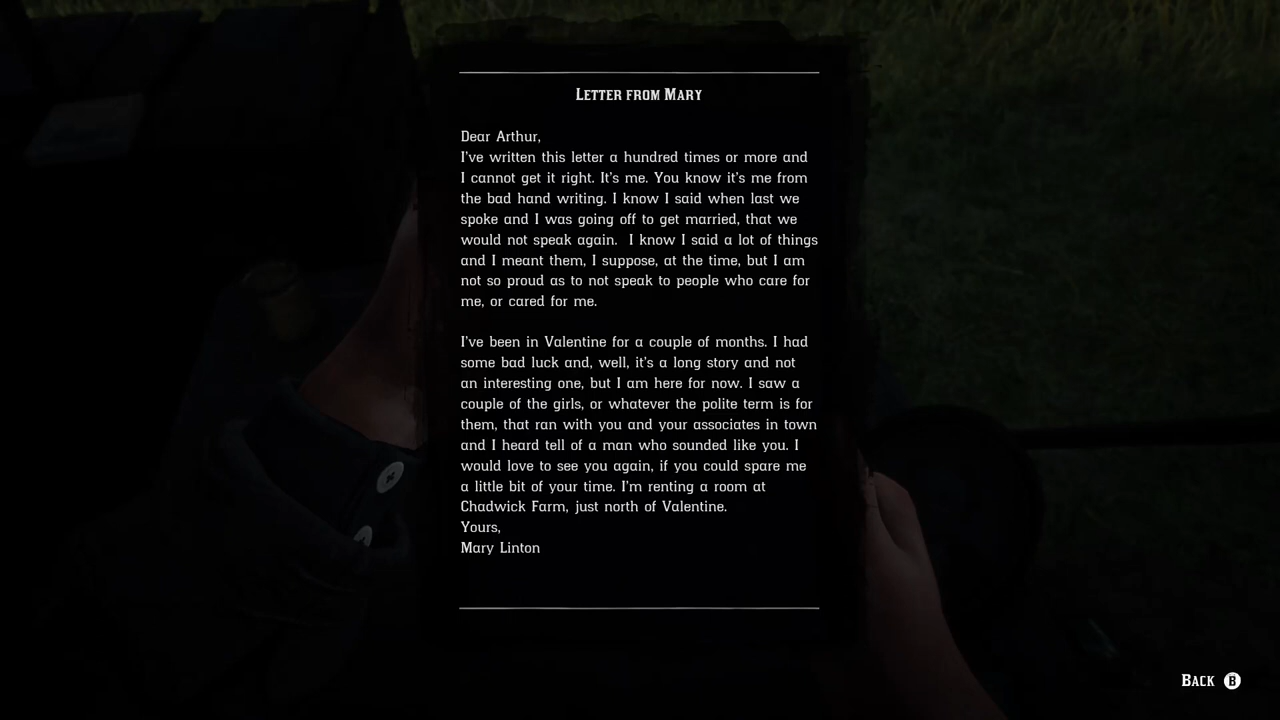 Letter from Mary
Dear Arthur,
I've written this letter a hundred times or more and
I cannot get it right. It's me. You know it's me from
the bad hand writing. I know I said when last we
spoke and I was going off to get married, that we
would not speak again.  I know I said a lot of things
and I meant them, I suppose, at the time, but I am
not so proud as to not speak to people who care for
me, or cared for me.
I've been in Valentine for a couple of months. I had
some bad luck and, well, it's a long story and not
an interesting one, but I am here for now. I saw a
couple of the girls, or whatever the polite term is for
them, that ran with you and your associates in town
and I heard tell of a man who sounded like you. I
would love to see you again, if you could spare me
a little bit of your time. I'm renting a room at
Chadwick Farm, just north of Valentine.
Yours,
Mary Linton
Back B